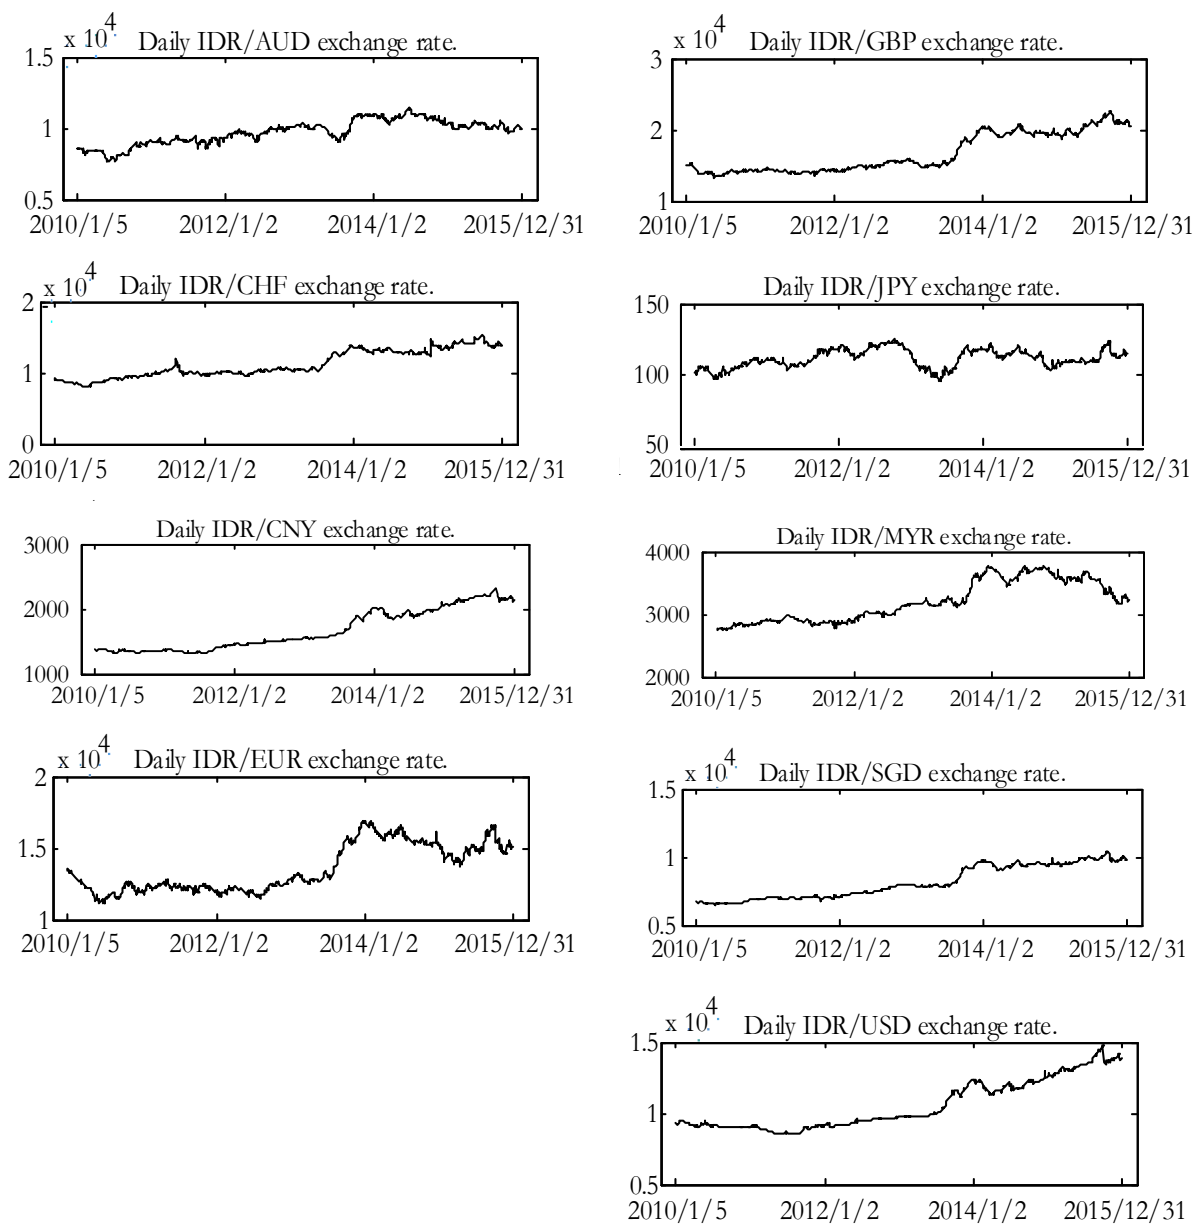 x 10^4 Daily IDR/AUD exchange rate.
1.5
1
0.5
2010/1/5 2012/1/2 2014/1/2 2015/12/31
x 10^4 Daily IDR/GBP exchange rate.
3
2
1
2010/1/5 2012/1/2 2014/1/2 2015/12/31
x 10^4 Daily IDR/CHF exchange rate.
2
1
0
2010/1/5 2012/1/2 2014/1/2 2015/12/31
Daily IDR/JPY exchange rate.
150
100
50
2010/1/5 2012/1/2 2014/1/2 2015/12/31
Daily IDR/CNY exchange rate.
3000
2000
1000
2010/1/5 2012/1/2 2014/1/2 2015/12/31
Daily IDR/MYR exchange rate.
4000
3000
2000
2010/1/5 2012/1/2 2014/1/2 2015/12/31
x 10^4 Daily IDR/EUR exchange rate.
2
1.5
1
2010/1/5 2012/1/2 2014/1/2 2015/12/31
x 10^4 Daily IDR/SGD exchange rate.
1.5
1
0.5
2010/1/5 2012/1/2 2014/1/2 2015/12/31
x 10^4 Daily IDR/USD exchange rate.
1.5
1
0.5
2010/1/5 2012/1/2 2014/1/2 2015/12/31